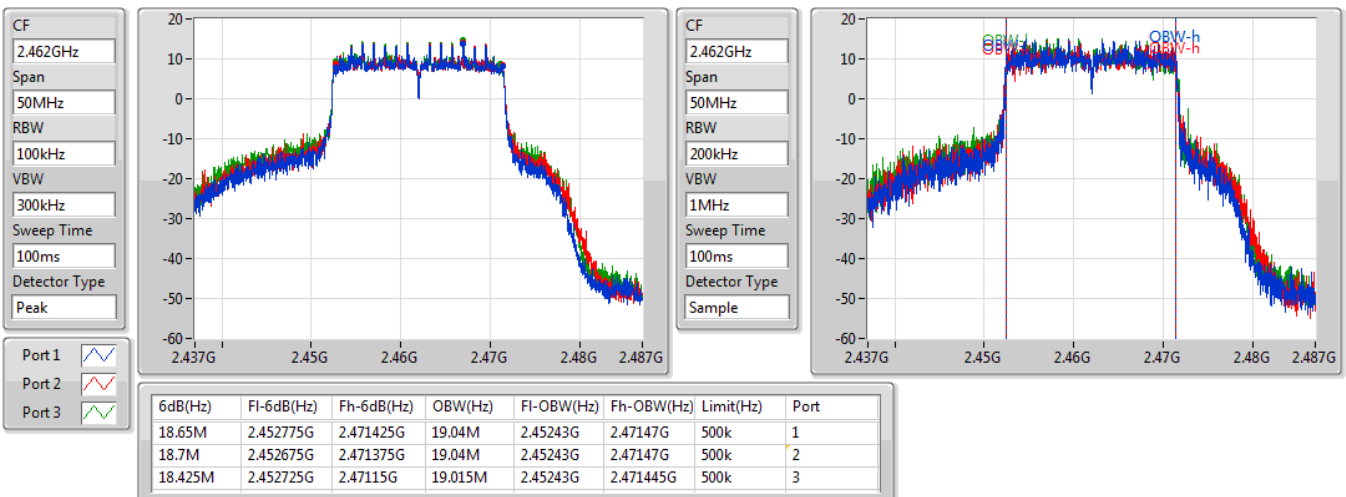 CF
2.462GHz
Span
50MHz
RBW
100kHz
VBW
300kHz
Sweep Time
100ms
Detector Type
Peak
Port 1
Port 2
Port 3
20
10
0
-10
-20
-30
-40
-50
-60
2.437G 2.45G 2.46G 2.47G 2.48G 2.487G
CF
2.462GHz
Span
50MHz
RBW
200kHz
VBW
1MHz
Sweep Time
100ms
Detector Type
Sample
20
10
0
-10
-20
-30
-40
-50
-60
OBW-h
OBW-h
2.437G 2.45G 2.46G 2.47G 2.48G 2.487G
6dB(Hz) Fl-6dB(Hz) Fh-6dB(Hz) OBW(Hz) Fl-OBW(Hz) Fh-OBW(Hz) Limit(Hz) Port
18.65M 2.452775G 2.471425G 19.04M 2.45243G 2.47147G 500k 1
18.7M 2.452675G 2.471375G 19.04M 2.45243G 2.47147G 500k 2
18.425M 2.452725G 2.47115G 19.015M 2.45243G 2.471445G 500k 3